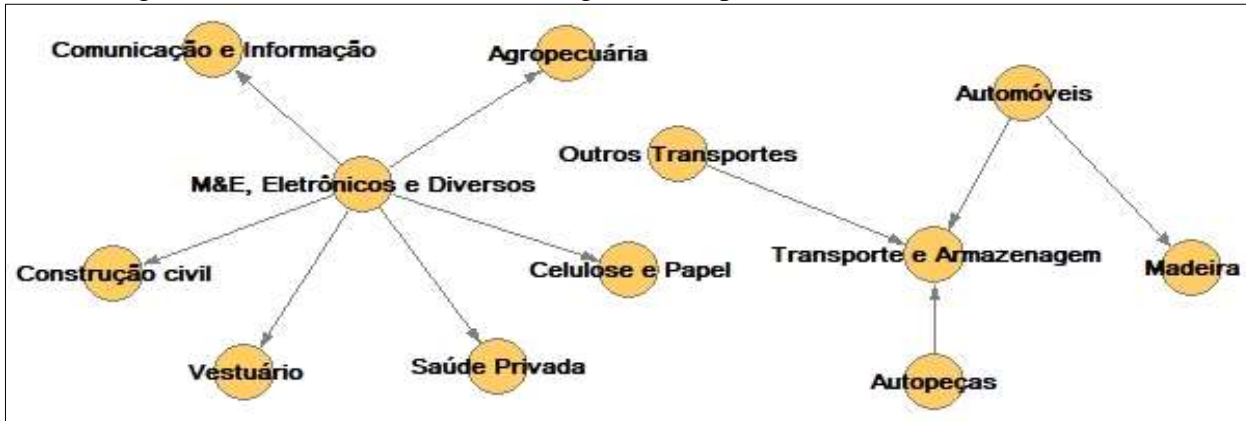 Comunicação e Informação
Agropecuária
Automóveis
Outros Transportes
M&E, Eletrônicos e Diversos
Transporte e Armazenagem
Madeira
Construção civil
Celulose e Papel
Vestuário
Saúde Privada
Autopeças